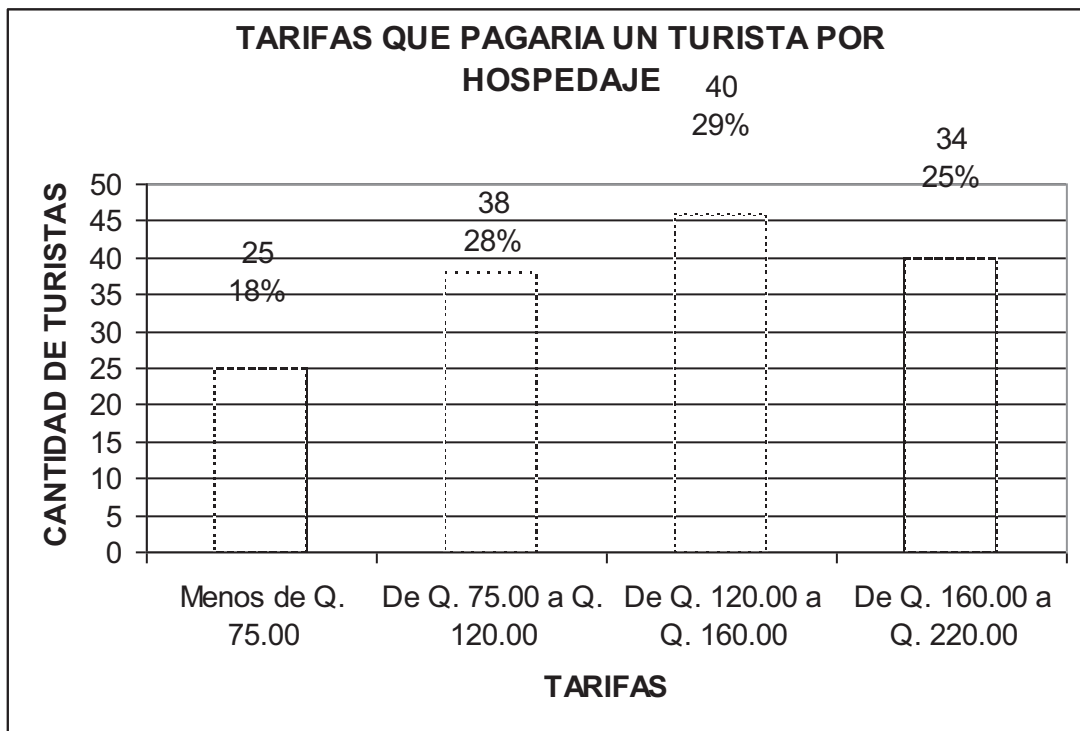 TARIFAS QUE PAGARIA UN TURISTA POR
HOSPEDAJE
40
29%
34
25%
38
28%
25
18%
CANTIDAD DE TURISTAS
50
45
40
35
30
25
20
15
10
5
0
Menos de Q.
75.00
De Q. 75.00 a Q.
120.00
De Q. 120.00 a
Q. 160.00
De Q. 160.00 a
Q. 220.00
TARIFAS